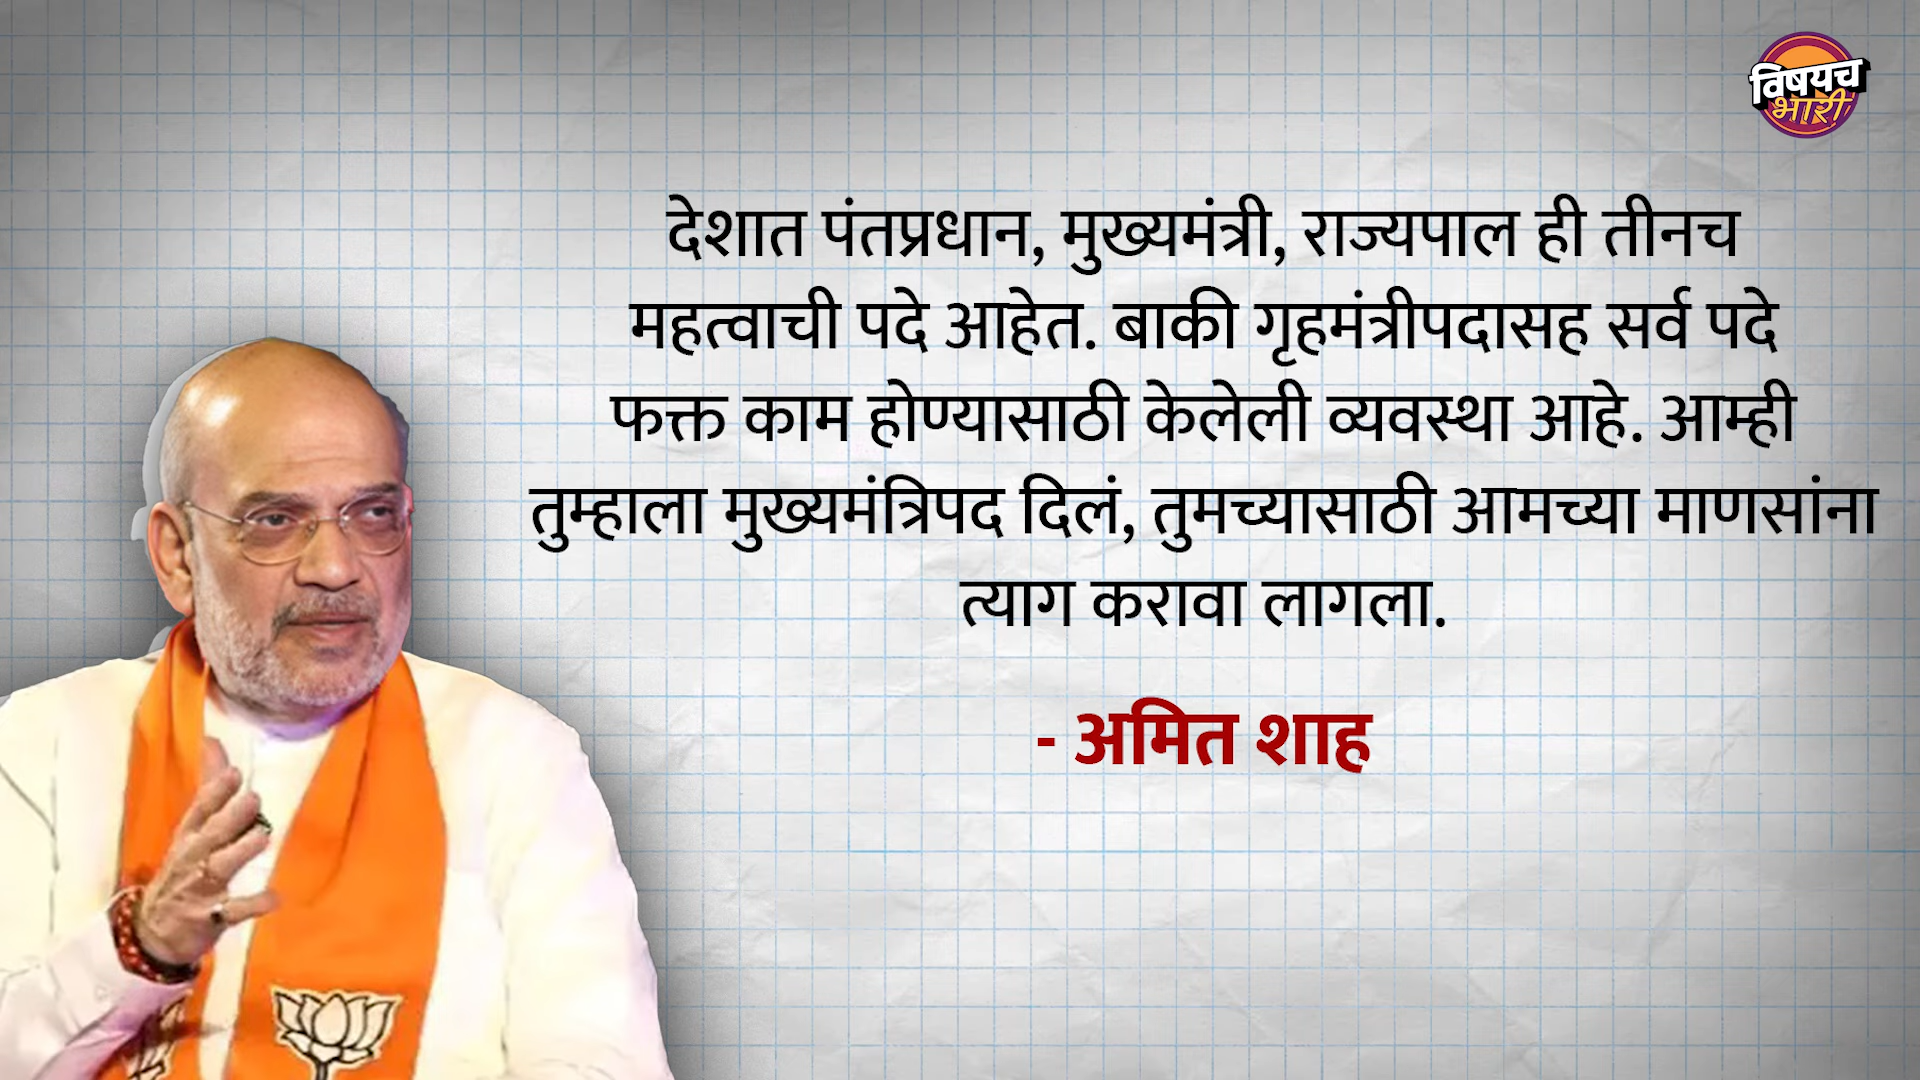 विषयच
भारी
देशात पंतप्रधान, मुख्यमंत्री, राज्यपाल ही तीनच
महत्वाची पदे आहेत. बाकी गृहमंत्रीपदासह सर्व पदे
फक्त काम होण्यासाठी केलेली व्यवस्था आहे. आम्ही
तुम्हाला मुख्यमंत्रिपद दिलं, तुमच्यासाठी आमच्या माणसांना
त्याग करावा लागला.
- अमित शाह